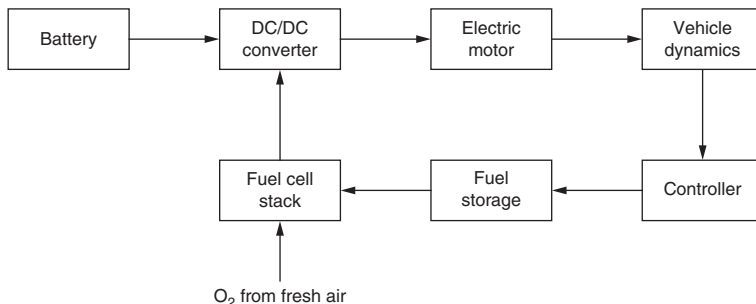 Battery
DC/DC
converter
Electric
motor
Vehicle
dynamics
Fuel cell
stack
Fuel
storage
Controller
O₂ from fresh air